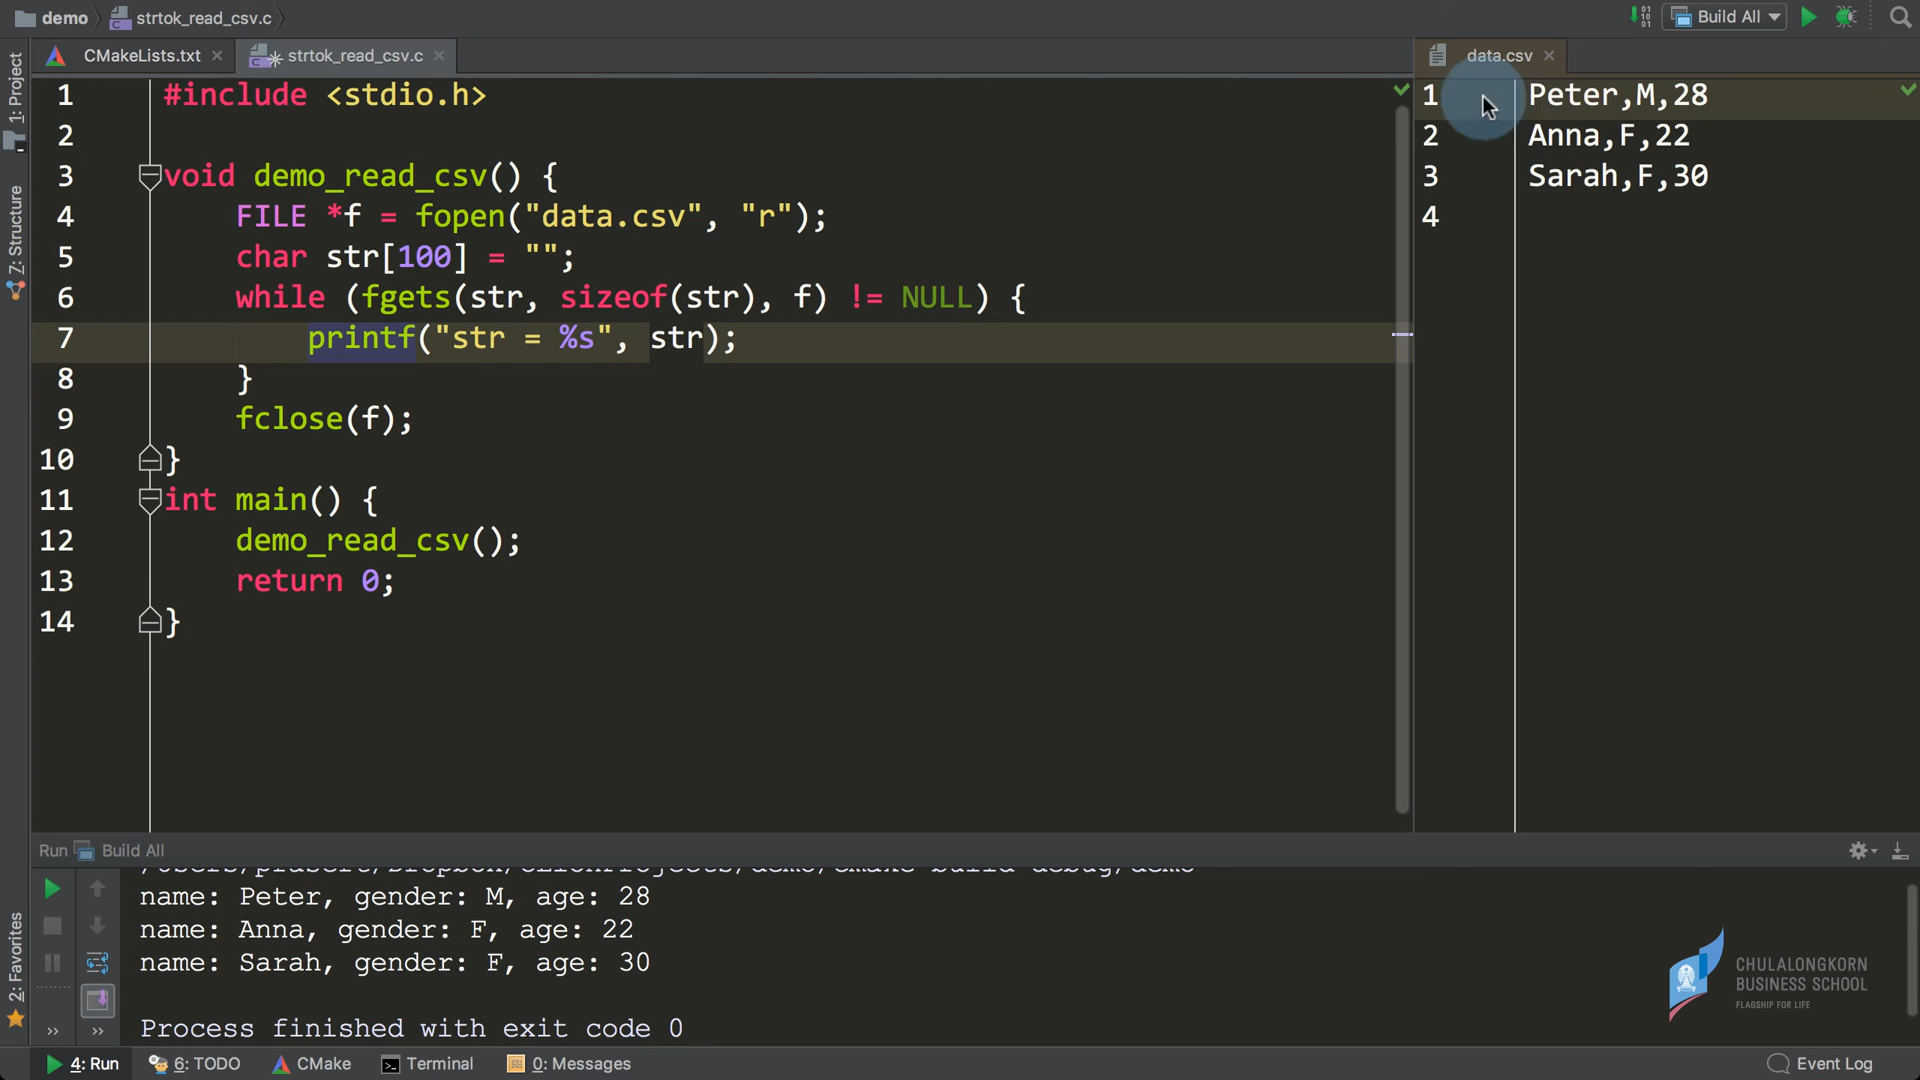 demo strtok_read_csv.c
Build All
CMakeLists.txt
strtok_read_csv.c
data.csv
1: Project
7: Structure
2: Favorites
1 #include <stdio.h>
2
3 void demo_read_csv() {
4 FILE *f = fopen("data.csv", "r");
5 char str[100] = "";
6 while (fgets(str, sizeof(str), f) != NULL) {
7 printf("str = %s", str);
8 }
9 fclose(f);
10 }
11 int main() {
12 demo_read_csv();
13 return 0;
14 }
1 Peter,M,28
2 Anna,F,22
3 Sarah,F,30
4
Run Build All
name: Peter, gender: M, age: 28
name: Anna, gender: F, age: 22
name: Sarah, gender: F, age: 30
Process finished with exit code 0
CHULALONGKORN
BUSINESS SCHOOL
FLAGSHIP FOR LIFE
4: Run
6: TODO
CMake
Terminal
0: Messages
Event Log